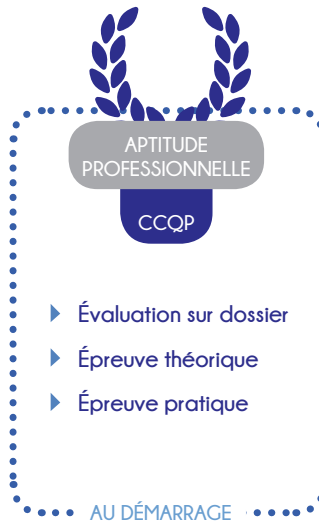 APTITUDE
PROFESSIONNELLE
CCQP
Évaluation sur dossier
Épreuve théorique
Épreuve pratique
AU DÉMARRAGE